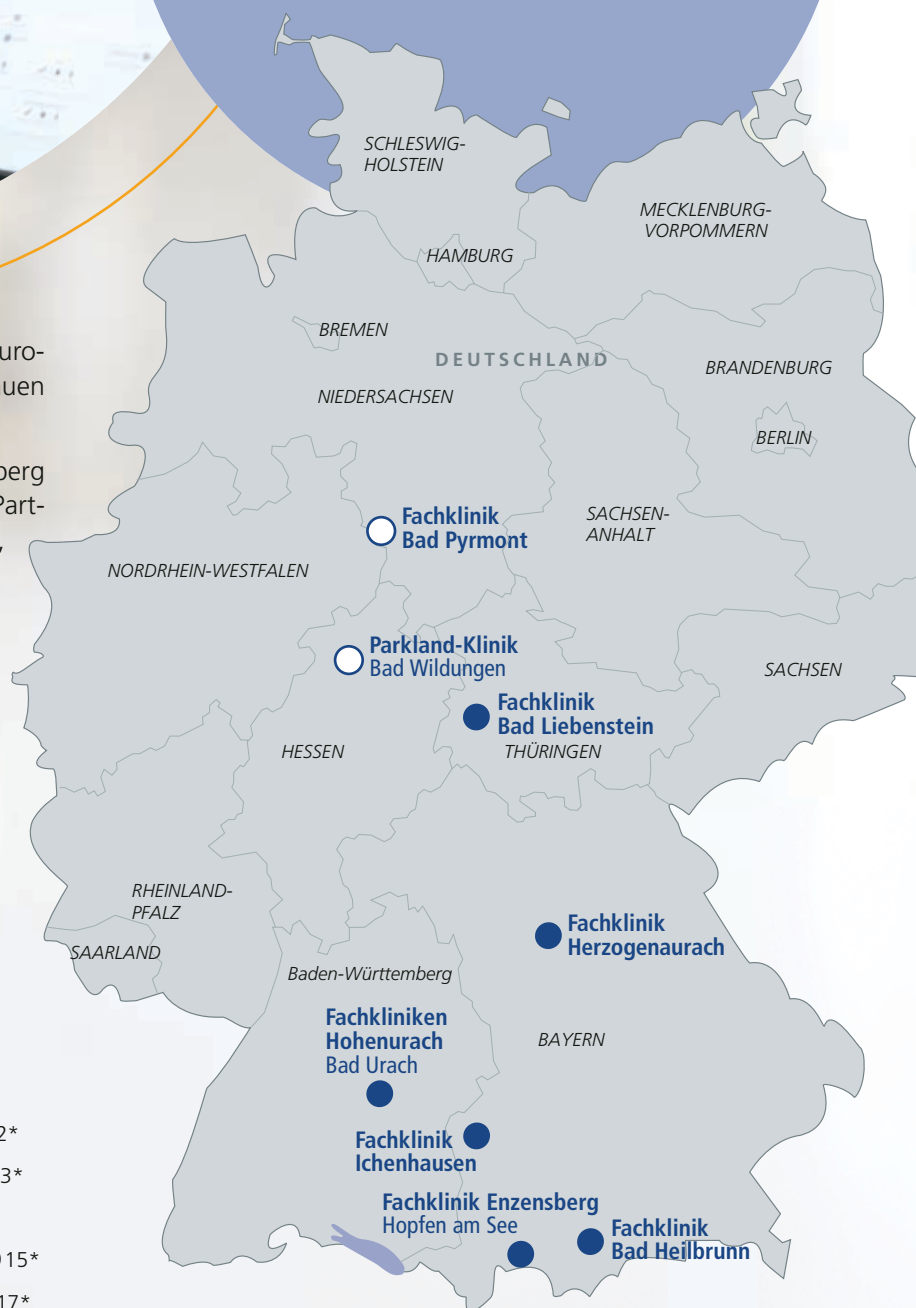 SCHLESWIG-
HOLSTEIN
MECKLENBURG-
VORPOMMERN
HAMBURG
BREMEN
DEUTSCHLAND
BRANDENBURG
NIEDERSACHSEN
BERLIN
Fachklinik
Bad Pyrmont
SACHSEN-
ANHALT
NORDRHEIN-WESTFALEN
Parkland-Klinik
Bad Wildungen
SACHSEN
Fachklinik
Bad Liebenstein
HESSEN
THÜRINGEN
RHEINLAND-
PFALZ
SAARLAND
Fachklinik
Herzogenaurach
Baden-Württemberg
Fachkliniken
Hohenurach
Bad Urach
BAYERN
Fachklinik
Ichenhausen
Fachklinik Enzensberg
Hopfen am See
Fachklinik
Bad Heilbrunn